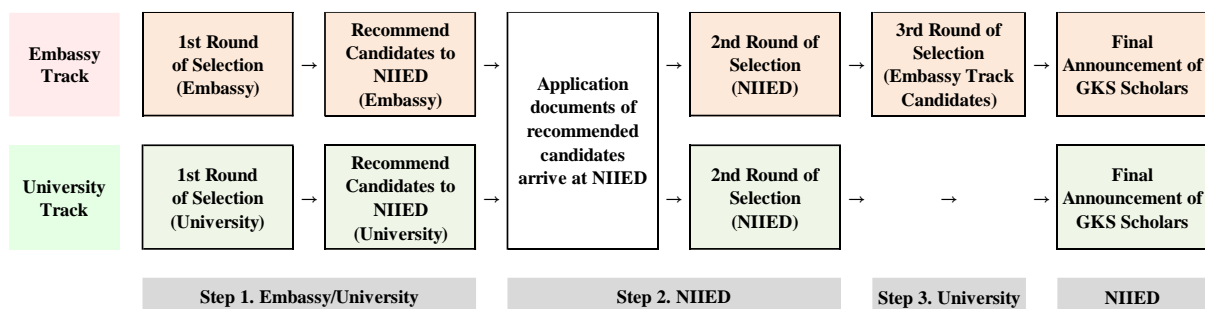 Embassy
Track
1st Round
of Selection
(Embassy)
→
Recommend
Candidates to
NIIED
(Embassy)
→
Application
documents of
recommended
candidates
arrive at NIIED
→
2nd Round of
Selection
(NIIED)
→
3rd Round of
Selection
(Embassy Track
Candidates)
→
Final
Announcement of
GKS Scholars
University
Track
1st Round
of Selection
(University)
→
Recommend
Candidates to
NIIED
(University)
→
→
2nd Round of
Selection
(NIIED)
→
→
→
Final
Announcement of
GKS Scholars
Step 1. Embassy/University
Step 2. NIIED
Step 3. University
NIIED